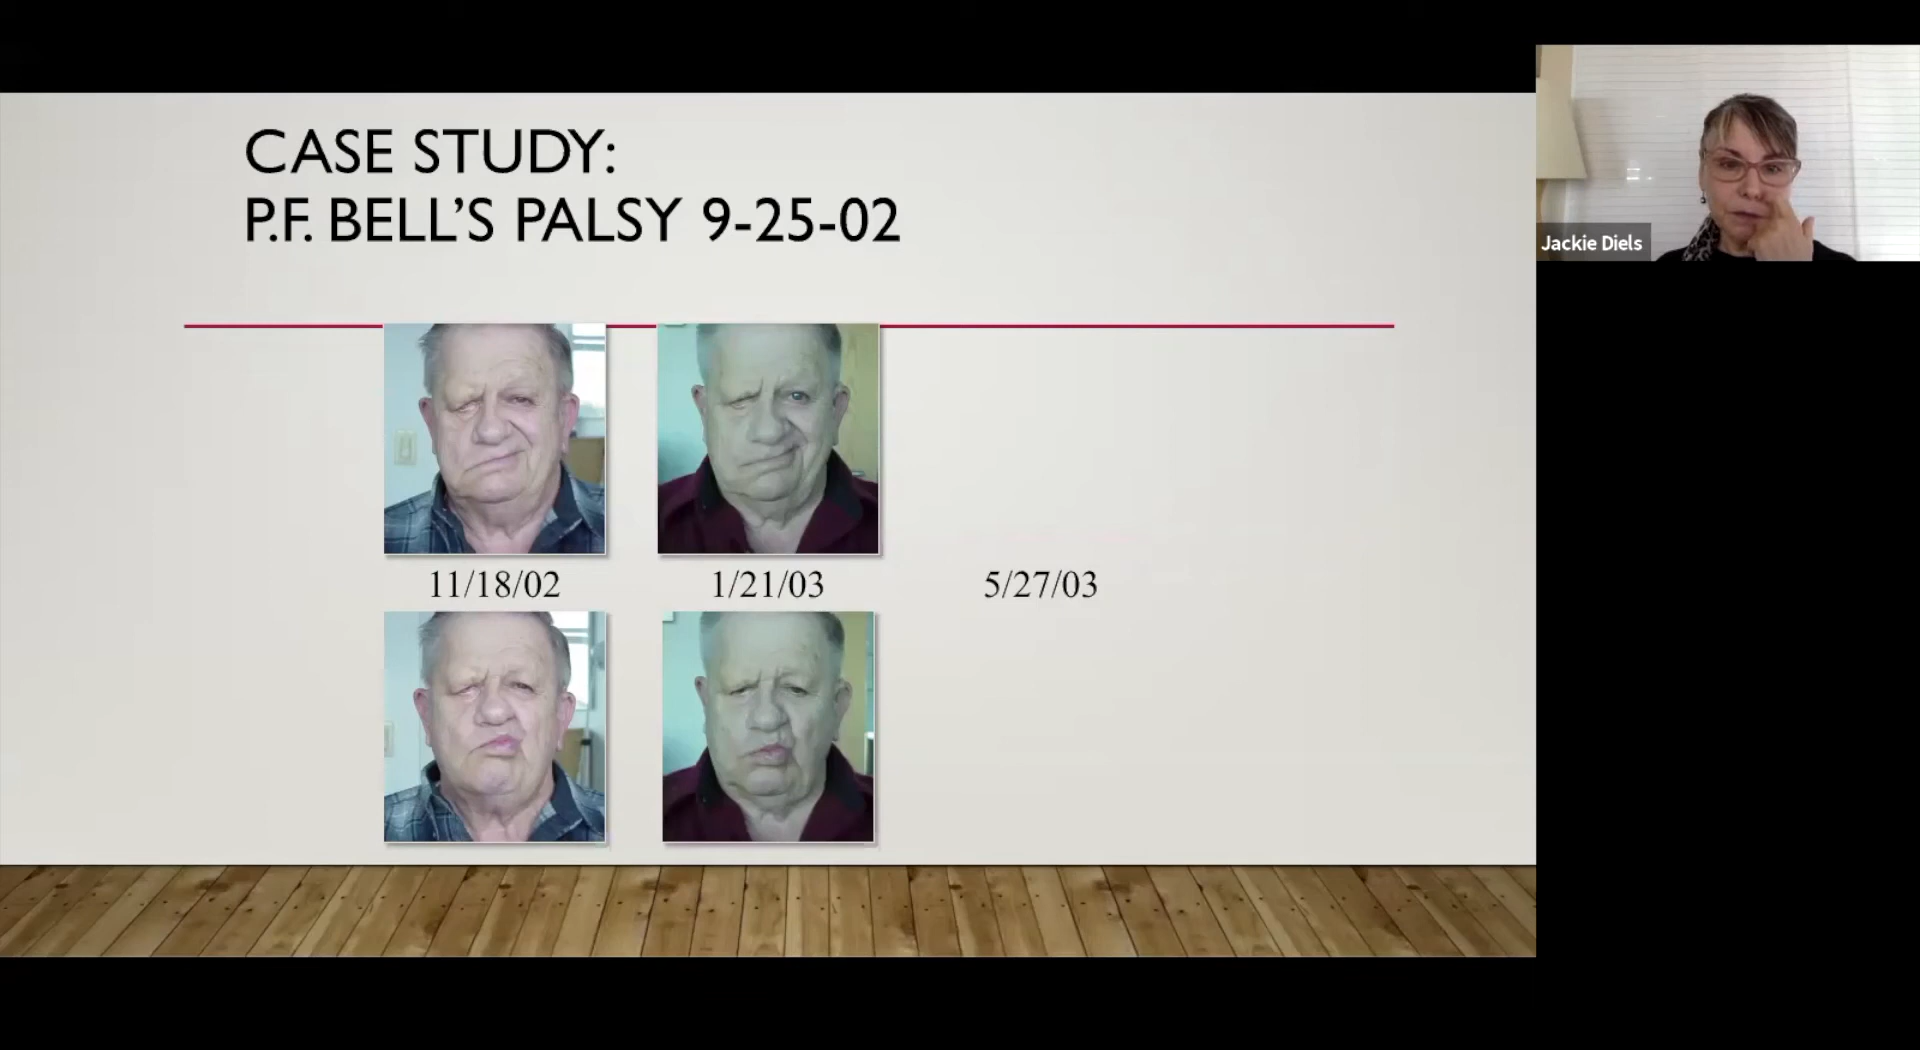 CASE STUDY:
P.F. BELL’S PALSY 9-25-02
Jackie Diels
11/18/02
1/21/03
5/27/03